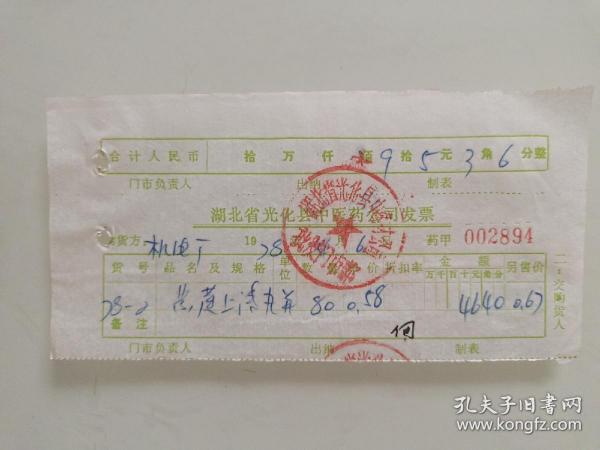 合计人民币 拾 万 仟 佰 9 拾 5 元 3 角 6 分整
门市负责人 出纳 制表
湖北省光化县中医药公司发票
购货方 机电厂 19 78 年 月 6 日 药甲 002894
货号 品名及规格 单位 数量 单价 折扣率 金额 另售价
万千百十元角分
78-2 上清丸 80 0.58 4640 0.67
备注
何
门市负责人 出纳 制表
二:交购货人
孔夫子旧书网
www.kongfz.com